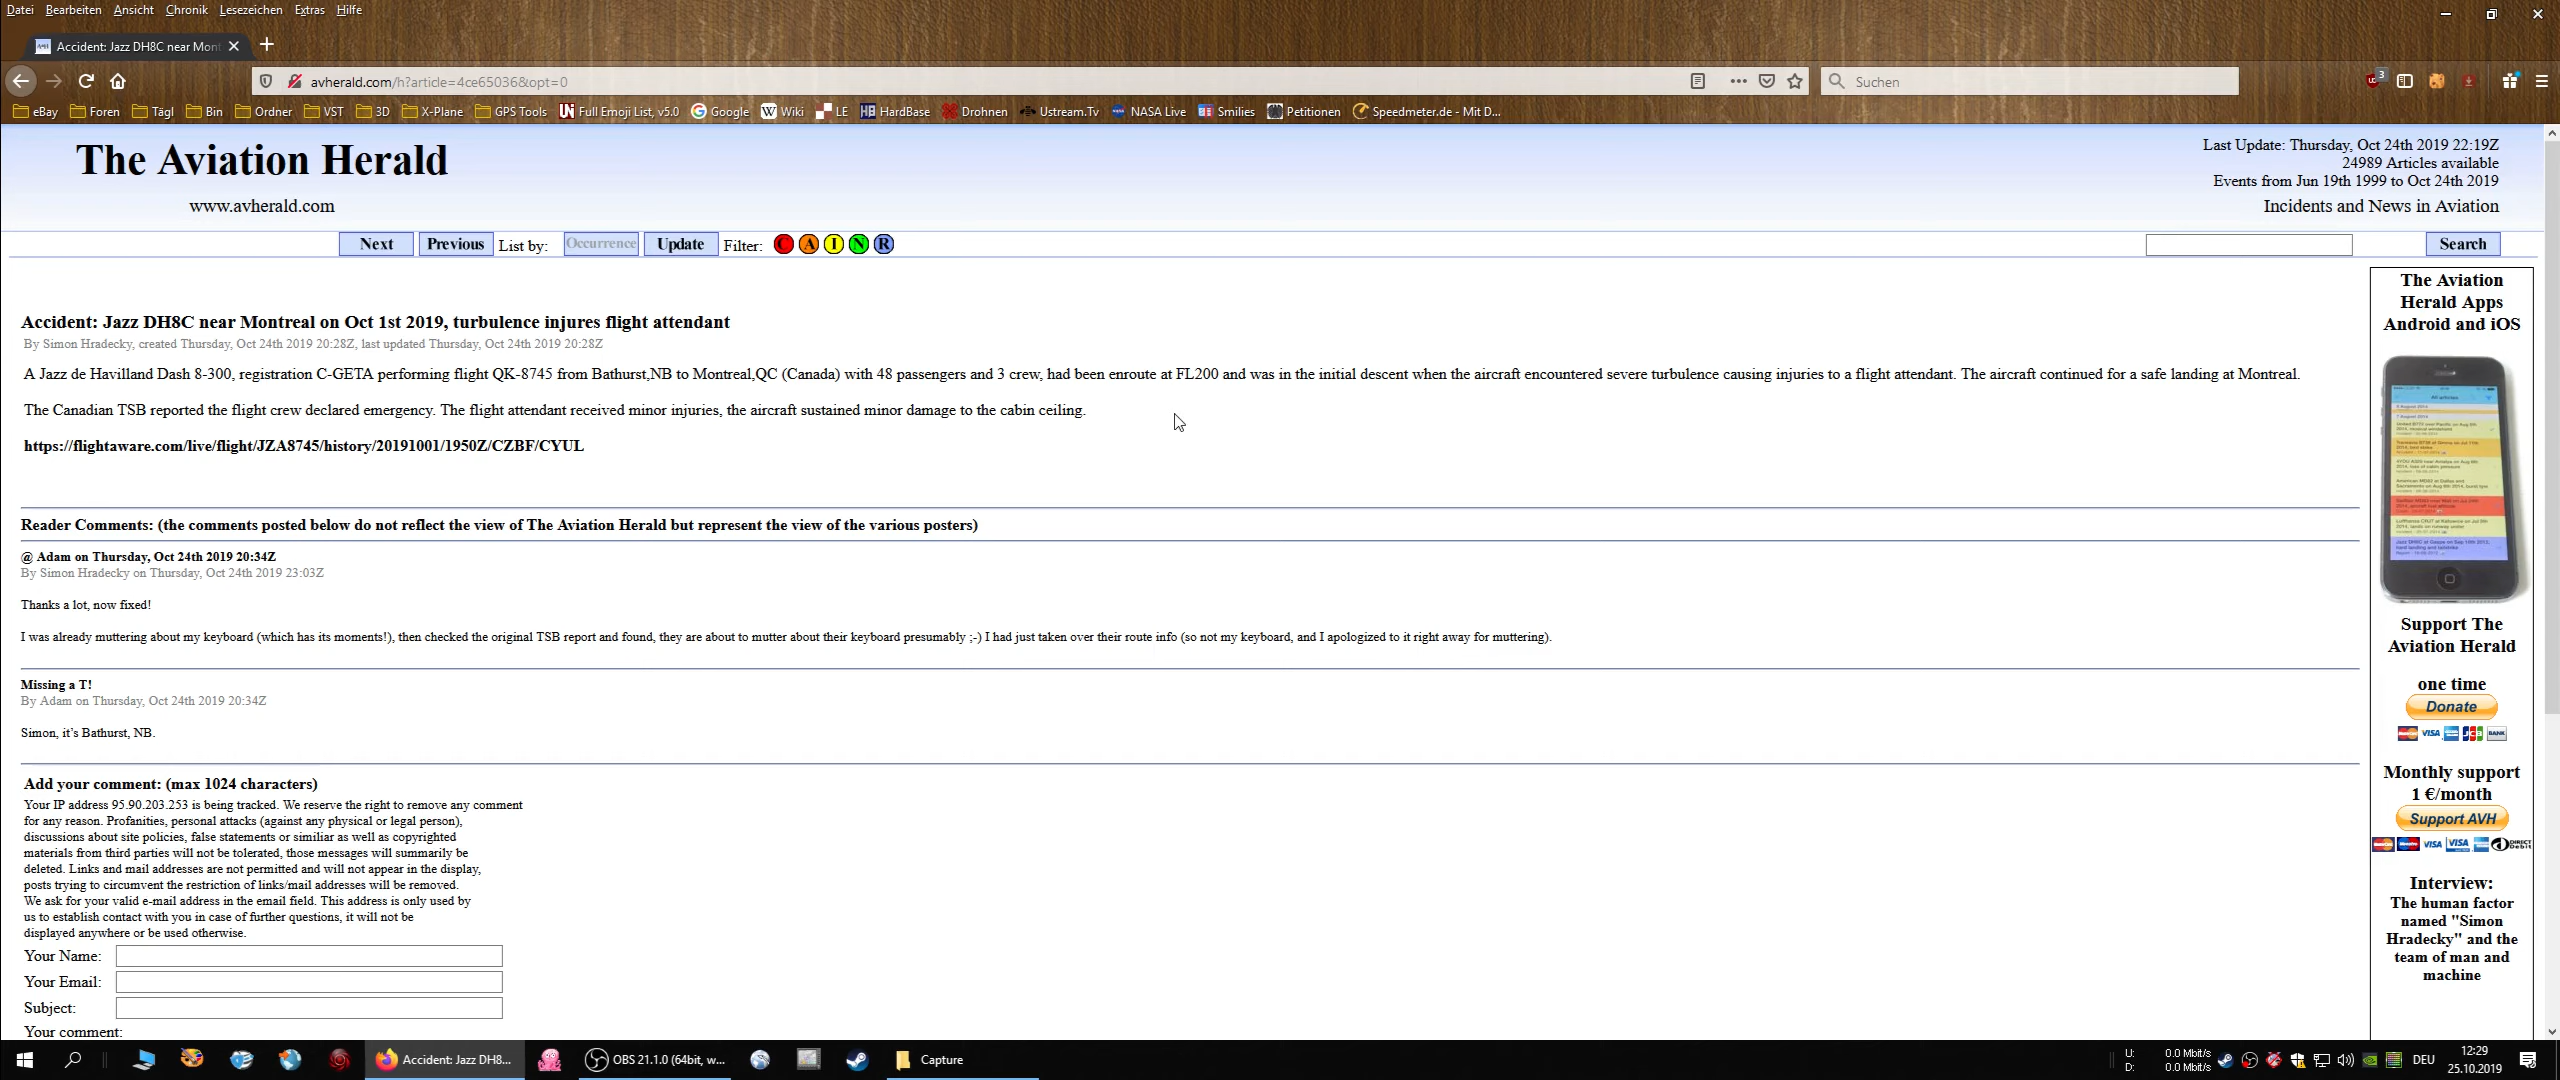 Datei Bearbeiten Ansicht Chronik Lesezeichen Extras Hilfe
Accident: Jazz DH8C near Mont
avherald.com/h?article=4ce65036&opt=0
Suchen
3
eBay Foren Tägl Bin Ordner VST 3D X-Plane GPS Tools Full Emoji List, v5.0 Google Wiki LE HardBase Drohnen Ustream.Tv NASA Live Smilies Petitionen Speedmeter.de - Mit D...
The Aviation Herald
www.avherald.com
Last Update: Thursday, Oct 24th 2019 22:19Z
24989 Articles available
Events from Jun 19th 1999 to Oct 24th 2019
Incidents and News in Aviation
Next Previous List by: Occurrence Update Filter: C A I N R
Search
Accident: Jazz DH8C near Montreal on Oct 1st 2019, turbulence injures flight attendant
By Simon Hradecky, created Thursday, Oct 24th 2019 20:28Z, last updated Thursday, Oct 24th 2019 20:28Z
A Jazz de Havilland Dash 8-300, registration C-GETA performing flight QK-8745 from Bathurst,NB to Montreal,QC (Canada) with 48 passengers and 3 crew, had been enroute at FL200 and was in the initial descent when the aircraft encountered severe turbulence causing injuries to a flight attendant. The aircraft continued for a safe landing at Montreal.
The Canadian TSB reported the flight crew declared emergency. The flight attendant received minor injuries, the aircraft sustained minor damage to the cabin ceiling.
https://flightaware.com/live/flight/JZA8745/history/20191001/1950Z/CZBF/CYUL
Reader Comments: (the comments posted below do not reflect the view of The Aviation Herald but represent the view of the various posters)
@ Adam on Thursday, Oct 24th 2019 20:34Z
By Simon Hradecky on Thursday, Oct 24th 2019 23:03Z
Thanks a lot, now fixed!
I was already muttering about my keyboard (which has its moments!), then checked the original TSB report and found, they are about to mutter about their keyboard presumably ;-) I had just taken over their route info (so not my keyboard, and I apologized to it right away for muttering).
Missing a T!
By Adam on Thursday, Oct 24th 2019 20:34Z
Simon, it's Bathurst, NB.
Add your comment: (max 1024 characters)
Your IP address 95.90.203.253 is being tracked. We reserve the right to remove any comment
for any reason. Profanities, personal attacks (against any physical or legal person),
discussions about site policies, false statements or similiar as well as copyrighted
materials from third parties will not be tolerated, those messages will summarily be
deleted. Links and mail addresses are not permitted and will not appear in the display,
posts trying to circumvent the restriction of links/mail addresses will be removed.
We ask for your valid e-mail address in the email field. This address is only used by
us to establish contact with you in case of further questions, it will not be
displayed anywhere or be used otherwise.
Your Name:
Your Email:
Subject:
Your comment:
The Aviation
Herald Apps
Android and iOS
Support The
Aviation Herald
one time
Donate
VISA JCB BANK
Monthly support
1 €/month
Support AVH
VISA VISA DIRECT Debit
Interview:
The human factor
named "Simon
Hradecky" and the
team of man and
machine
Accident: Jazz DH8...
OBS 21.1.0 (64bit, w...
Capture
U: 0.0 Mbit/s
D: 0.0 Mbit/s
DEU
12:29
25.10.2019